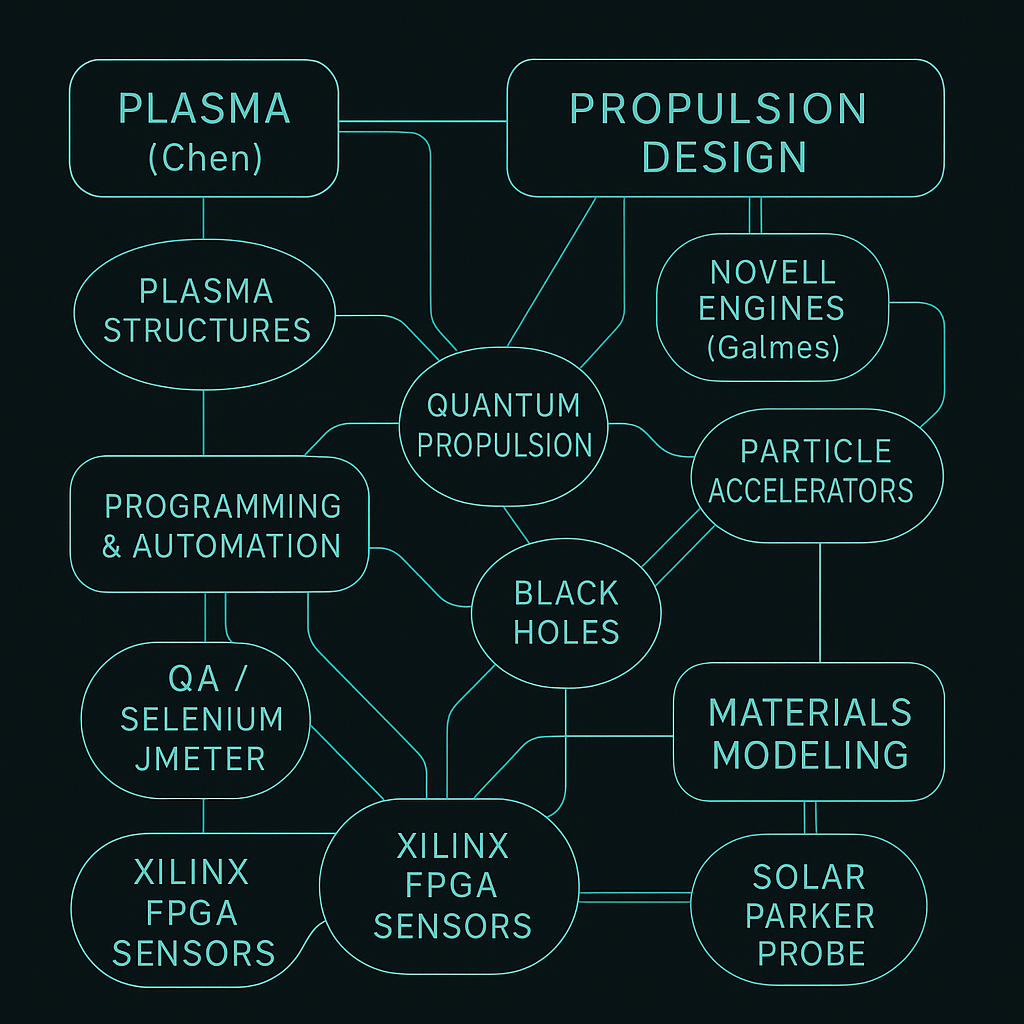 PLASMA
(Chen)
PROPULSION
DESIGN
PLASMA
STRUCTURES
NOVELL
ENGINES
(Galmes)
QUANTUM
PROPULSION
PARTICLE
ACCELERATORS
PROGRAMMING
& AUTOMATION
BLACK
HOLES
QA /
SELENIUM
JMETER
MATERIALS
MODELING
XILINX
FPGA
SENSORS
XILINX
FPGA
SENSORS
SOLAR
PARKER
PROBE